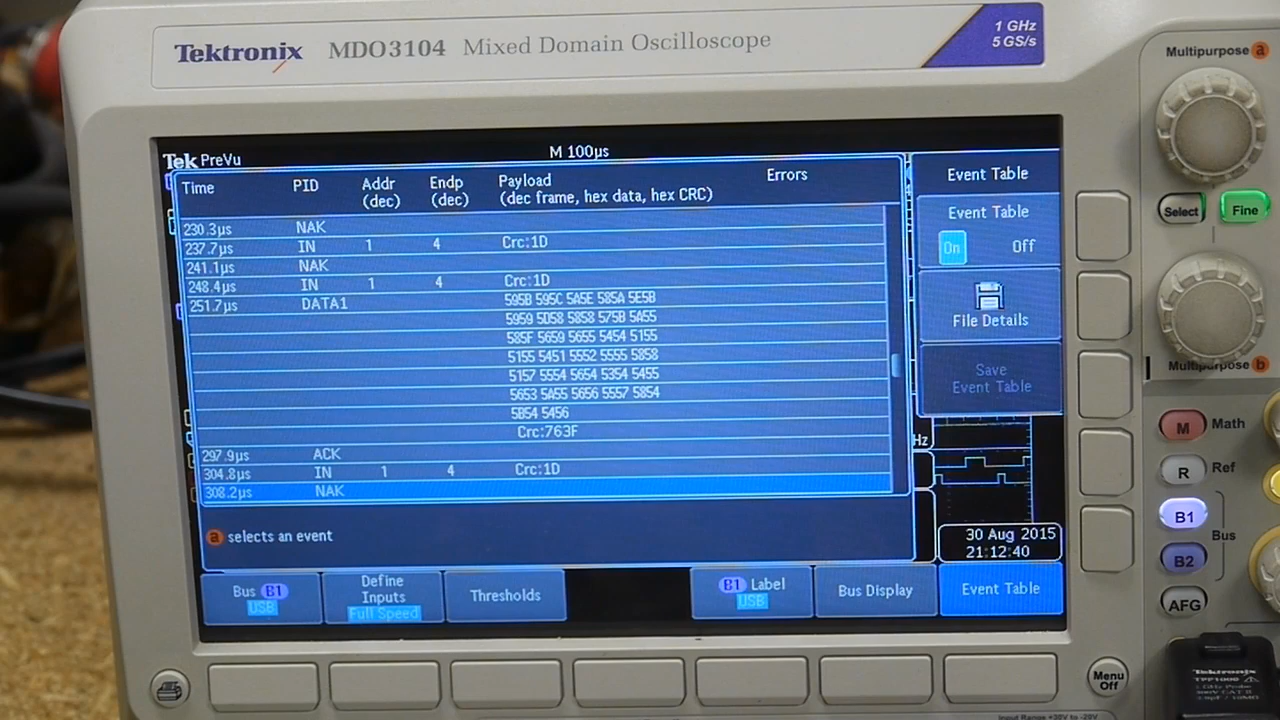 Tektronix MDO3104 Mixed Domain Oscilloscope
1 GHz
5 GS/s
Multipurpose a
Tek PreVu M 100µs
Time PID Addr (dec) Endp (dec) Payload (dec frame, hex data, hex CRC) Errors
230.3µs NAK
237.7µs IN 1 4 Crc:1D
241.1µs NAK
248.4µs IN 1 4 Crc:1D
251.7µs DATA1 595B 595C 5A5E 585A 5E5B
5959 5D58 5858 575B 5A55
585F 5659 5655 5454 5155
5155 5451 5552 5555 5858
5157 5554 5654 5354 5455
5653 5A55 5656 5557 5854
5B54 5456
Crc:763F
297.9µs ACK
304.8µs IN 1 4 Crc:1D
308.2µs NAK
a selects an event
Event Table
Event Table
On Off
File Details
Save
Event Table
Hz
30 Aug 2015
21:12:40
Bus B1
USB
Define
Inputs
Full Speed
Thresholds
B1 Label
USB
Bus Display
Event Table
Select Fine
Multipurpose b
M Math
R Ref
B1
Bus
B2
AFG
Menu
Off
Tektronix
TPP1000